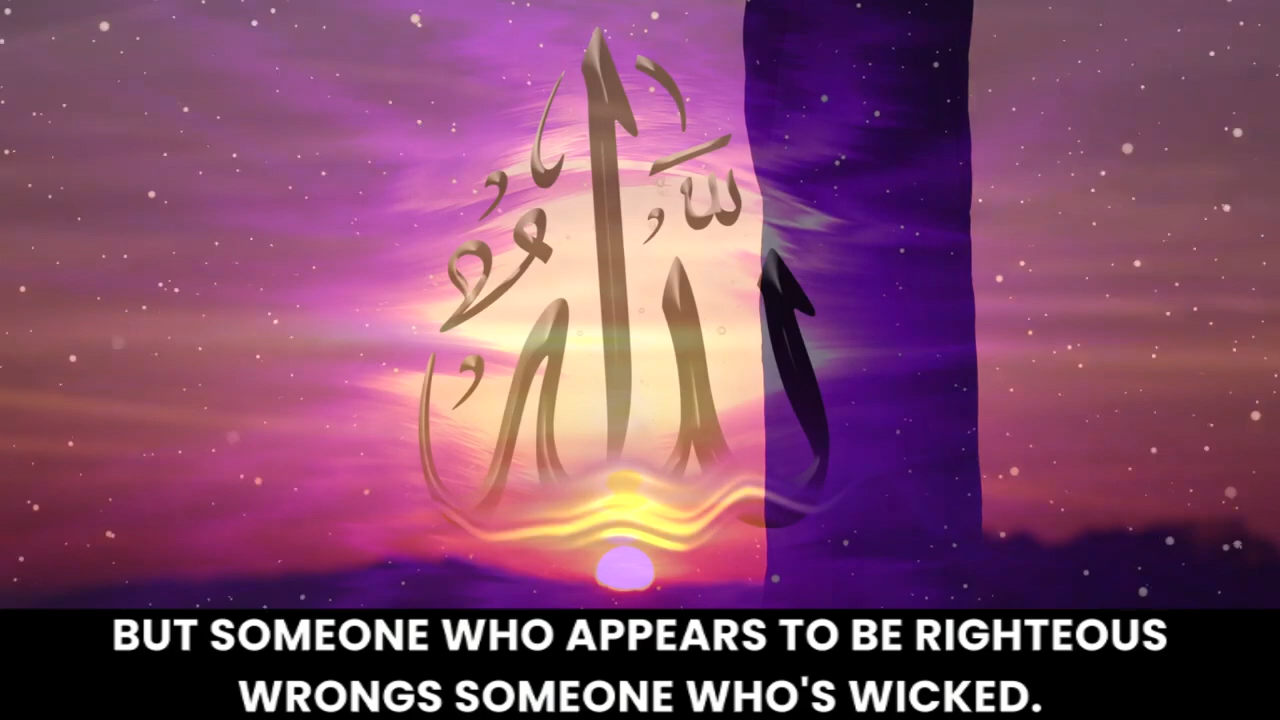 الله
BUT SOMEONE WHO APPEARS TO BE RIGHTEOUS
WRONGS SOMEONE WHO'S WICKED.